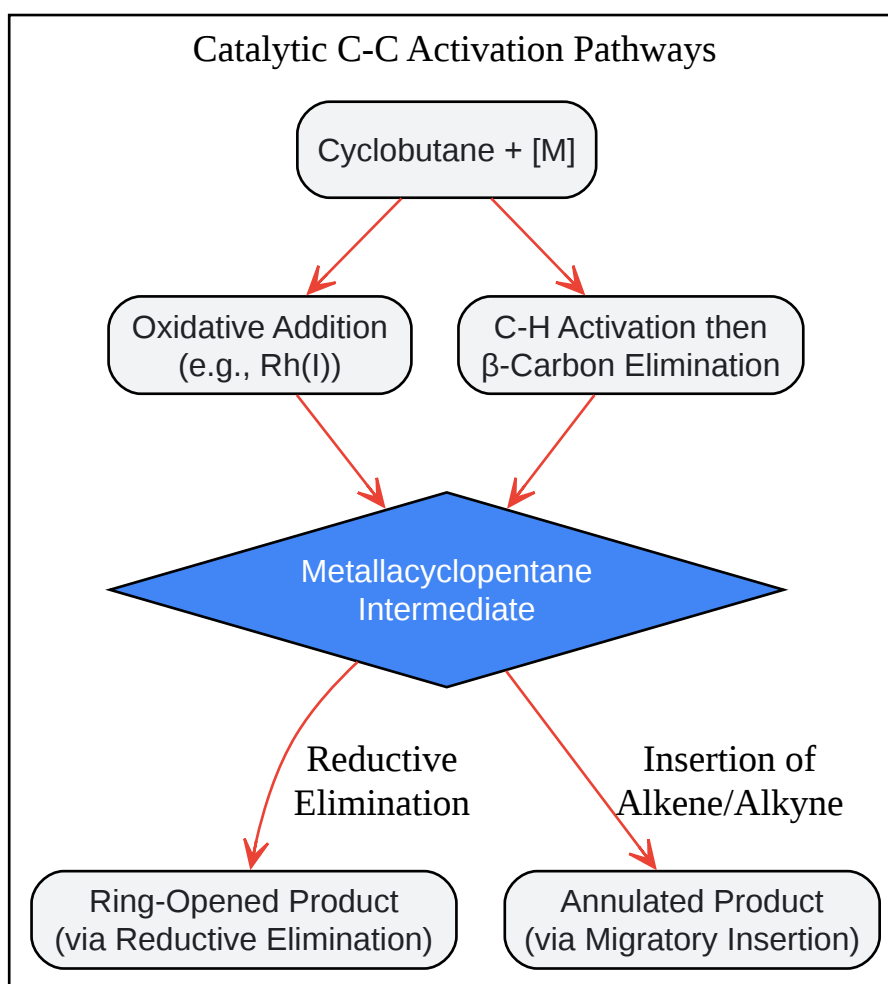 Catalytic C-C Activation Pathways
Cyclobutane + [M]
Oxidative Addition
(e.g., Rh(I))
C-H Activation then
β-Carbon Elimination
Metallacyclopentane
Intermediate
Reductive
Elimination
Insertion of
Alkene/Alkyne
Ring-Opened Product
(via Reductive Elimination)
Annulated Product
(via Migratory Insertion)